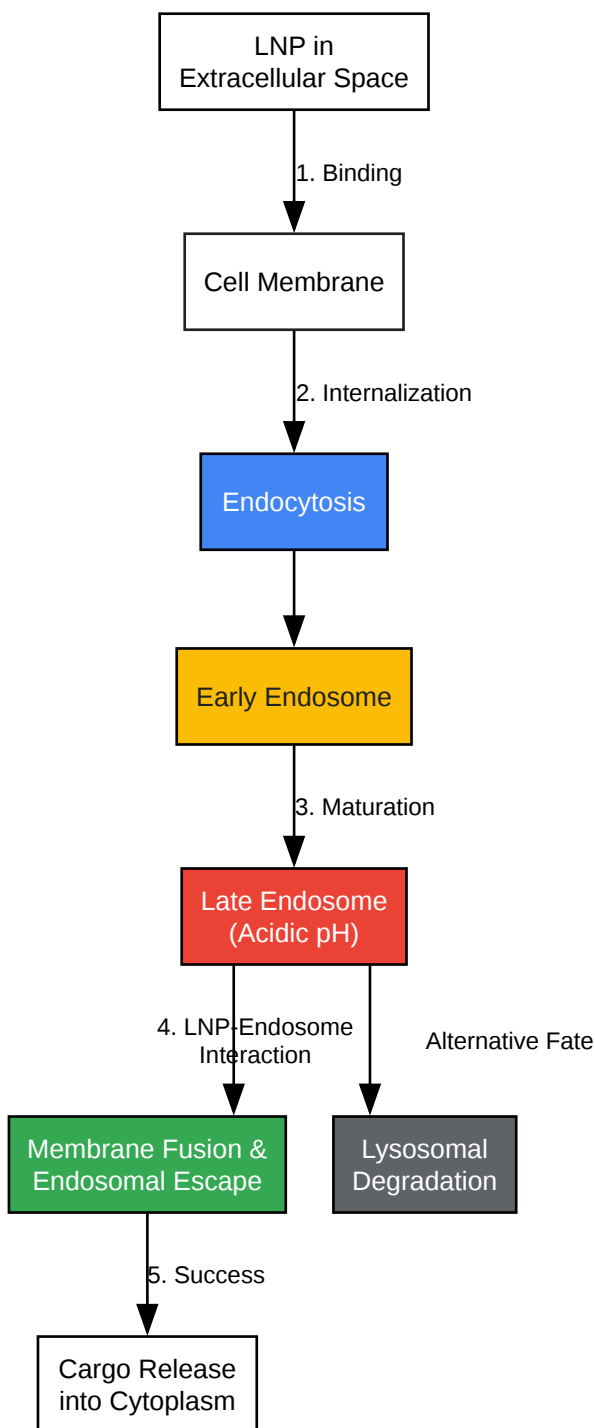 LNP in
Extracellular Space
1. Binding
Cell Membrane
2. Internalization
Endocytosis
Early Endosome
3. Maturation
Late Endosome
(Acidic pH)
4. LNP-Endosome
Interaction
Alternative Fate
Membrane Fusion &
Endosomal Escape
Lysosomal
Degradation
5. Success
Cargo Release
into Cytoplasm